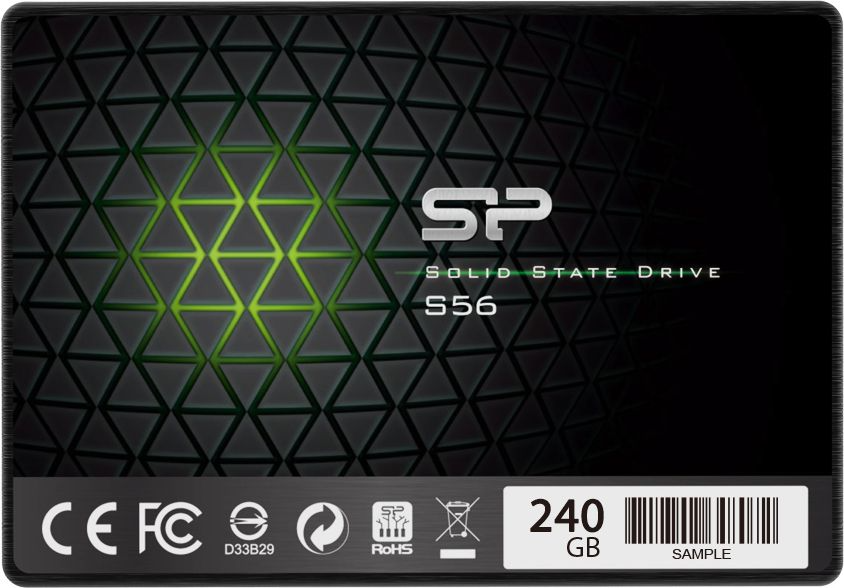 SP
SOLID STATE DRIVE
S56
CE FC D33B29 SP RoHS
240
GB
SAMPLE